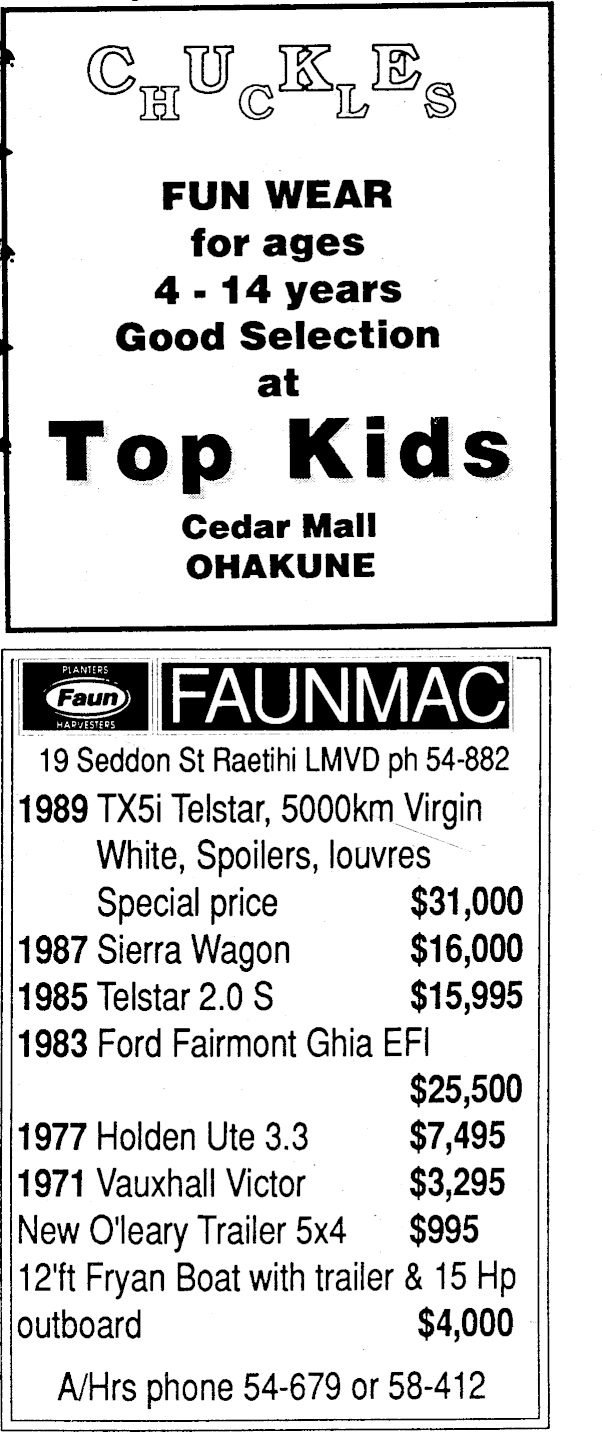 CHUCKLES
FUN WEAR
for ages
4 - 14 years
Good Selection
at
Top Kids
Cedar Mall
OHAKUNE
PLANTERS
Faun
HARVESTERS
FAUNMAC
19 Seddon St Raetihi LMVD ph 54-882
1989 TX5i Telstar, 5000km Virgin
White, Spoilers, louvres
Special price $31,000
1987 Sierra Wagon $16,000
1985 Telstar 2.0 S $15,995
1983 Ford Fairmont Ghia EFI
$25,500
1977 Holden Ute 3.3 $7,495
1971 Vauxhall Victor $3,295
New O'leary Trailer 5x4 $995
12'ft Fryan Boat with trailer & 15 Hp
outboard $4,000
A/Hrs phone 54-679 or 58-412